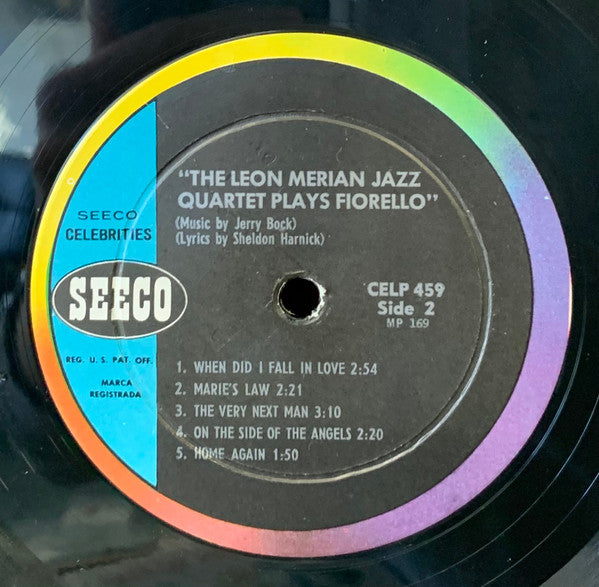 "THE LEON MERIAN JAZZ
QUARTET PLAYS FIORELLO"
(Music by Jerry Bock)
(Lyrics by Sheldon Harnick)
SEECO
CELEBRITIES
SEECO
REG. U. S. PAT. OFF.
MARCA
REGISTRADA
CELP 459
Side 2
MP 169
1. WHEN DID I FALL IN LOVE 2:54
2. MARIE'S LAW 2:21
3. THE VERY NEXT MAN 3:10
4. ON THE SIDE OF THE ANGELS 2:20
5. HOME AGAIN 1:50